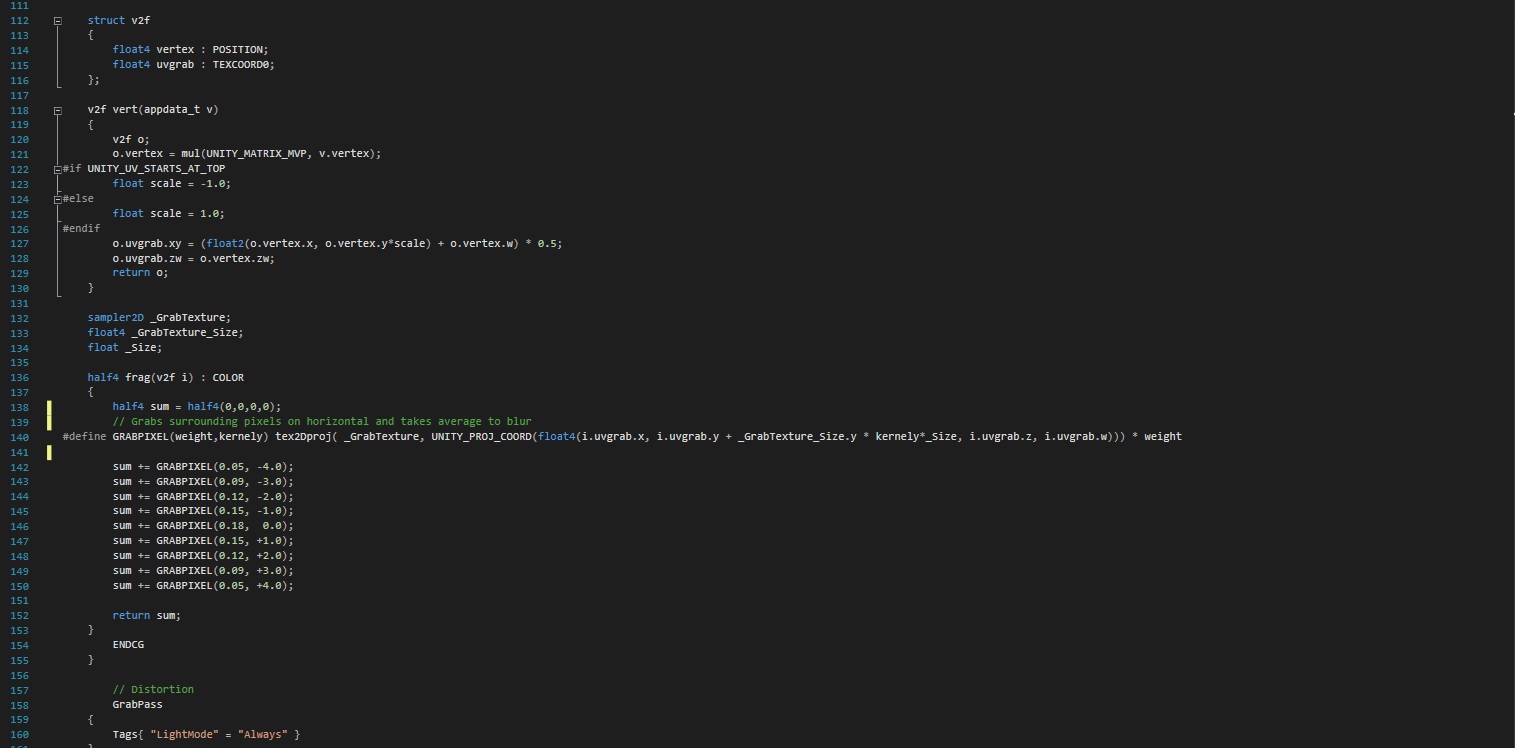 111
112 struct v2f
113 {
114 float4 vertex : POSITION;
115 float4 uvgrab : TEXCOORD0;
116 };
117
118 v2f vert(appdata_t v)
119 {
120 v2f o;
121 o.vertex = mul(UNITY_MATRIX_MVP, v.vertex);
122 #if UNITY_UV_STARTS_AT_TOP
123 float scale = -1.0;
124 #else
125 float scale = 1.0;
126 #endif
127 o.uvgrab.xy = (float2(o.vertex.x, o.vertex.y*scale) + o.vertex.w) * 0.5;
128 o.uvgrab.zw = o.vertex.zw;
129 return o;
130 }
131
132 sampler2D _GrabTexture;
133 float4 _GrabTexture_Size;
134 float _Size;
135
136 half4 frag(v2f i) : COLOR
137 {
138 half4 sum = half4(0,0,0,0);
139 // Grabs surrounding pixels on horizontal and takes average to blur
140 #define GRABPIXEL(weight,kernely) tex2Dproj( _GrabTexture, UNITY_PROJ_COORD(float4(i.uvgrab.x, i.uvgrab.y + _GrabTexture_Size.y * kernely*_Size, i.uvgrab.z, i.uvgrab.w))) * weight
141
142 sum += GRABPIXEL(0.05, -4.0);
143 sum += GRABPIXEL(0.09, -3.0);
144 sum += GRABPIXEL(0.12, -2.0);
145 sum += GRABPIXEL(0.15, -1.0);
146 sum += GRABPIXEL(0.18,  0.0);
147 sum += GRABPIXEL(0.15, +1.0);
148 sum += GRABPIXEL(0.12, +2.0);
149 sum += GRABPIXEL(0.09, +3.0);
150 sum += GRABPIXEL(0.05, +4.0);
151
152 return sum;
153 }
154 ENDCG
155 }
156
157 // Distortion
158 GrabPass
159 {
160 Tags{ "LightMode" = "Always" }